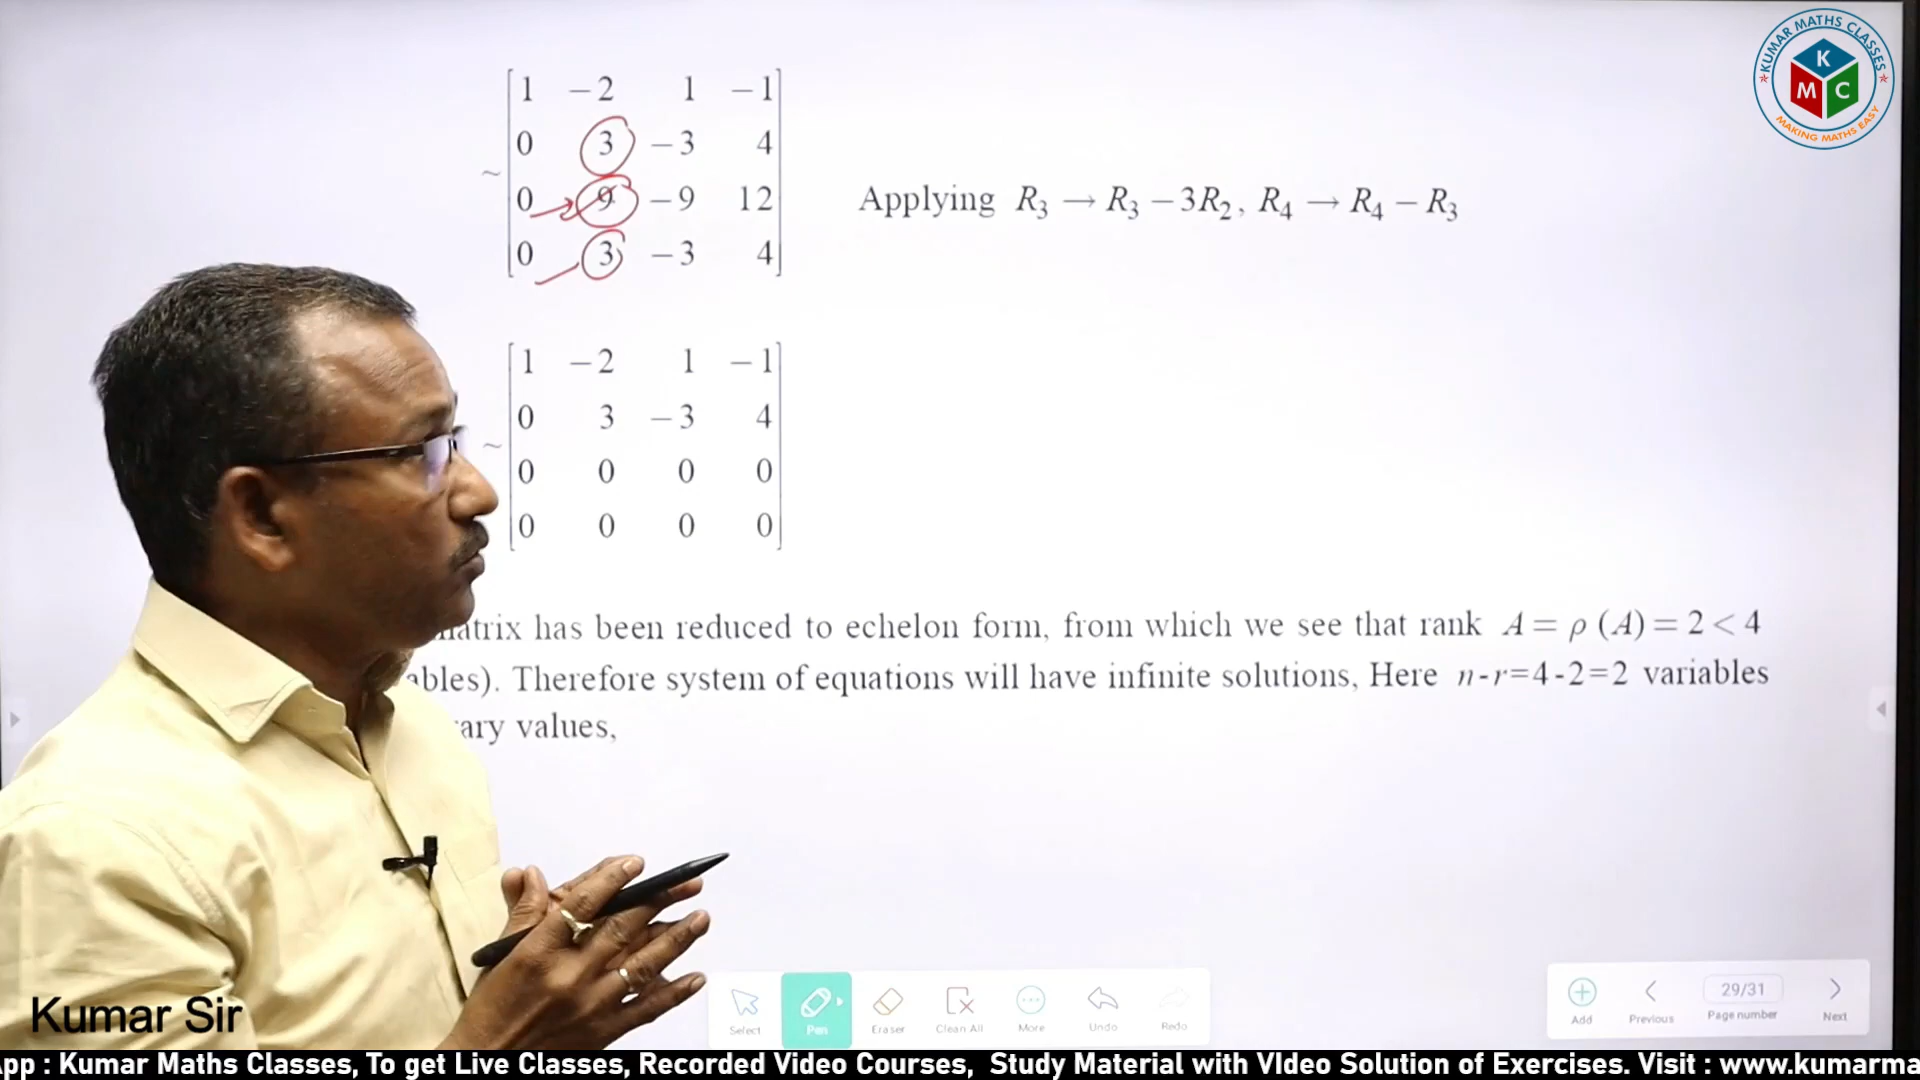 1 −2 1 −1
0 3 −3 4
~ 0 9 −9 12 Applying R₃ → R₃ − 3R₂, R₄ → R₄ − R₃
0 3 −3 4
1 −2 1 −1
0 3 −3 4
~
0 0 0 0
0 0 0 0
matrix has been reduced to echelon form, from which we see that rank A = ρ (A) = 2 < 4
ables). Therefore system of equations will have infinite solutions, Here n-r=4-2=2 variables
ary values,
KUMAR MATHS CLASSES
K
M C
MAKING MATHS EASY
Select Pen Eraser Clean All More Undo Redo
Add Previous 29/31 Page number Next
Kumar Sir
pp : Kumar Maths Classes, To get Live Classes, Recorded Video Courses, Study Material with VIdeo Solution of Exercises. Visit : www.kumarma